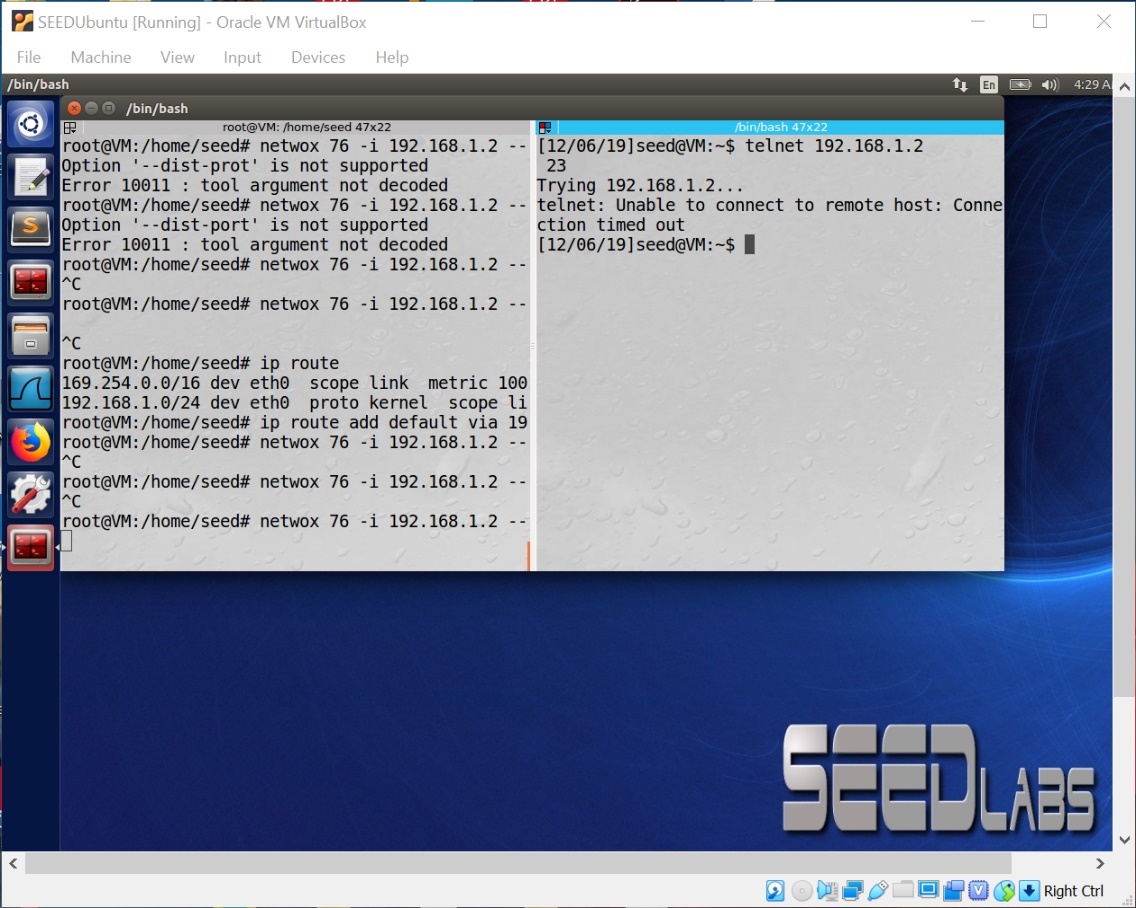 SEEDUbuntu [Running] - Oracle VM VirtualBox
File Machine View Input Devices Help
/bin/bash
En
4:29 A
/bin/bash
root@VM: /home/seed 47x22
root@VM:/home/seed# netwox 76 -i 192.168.1.2 --
Option '--dist-prot' is not supported
Error 10011 : tool argument not decoded
root@VM:/home/seed# netwox 76 -i 192.168.1.2 --
Option '--dist-port' is not supported
Error 10011 : tool argument not decoded
root@VM:/home/seed# netwox 76 -i 192.168.1.2 --
^C
root@VM:/home/seed# netwox 76 -i 192.168.1.2 --
^C
root@VM:/home/seed# ip route
169.254.0.0/16 dev eth0  scope link  metric 100
192.168.1.0/24 dev eth0  proto kernel  scope li
root@VM:/home/seed# ip route add default via 19
root@VM:/home/seed# netwox 76 -i 192.168.1.2 --
^C
root@VM:/home/seed# netwox 76 -i 192.168.1.2 --
^C
root@VM:/home/seed# netwox 76 -i 192.168.1.2 --
/bin/bash 47x22
[12/06/19]seed@VM:~$ telnet 192.168.1.2
 23
Trying 192.168.1.2...
telnet: Unable to connect to remote host: Conne
ction timed out
[12/06/19]seed@VM:~$
SEEDLABS
Right Ctrl